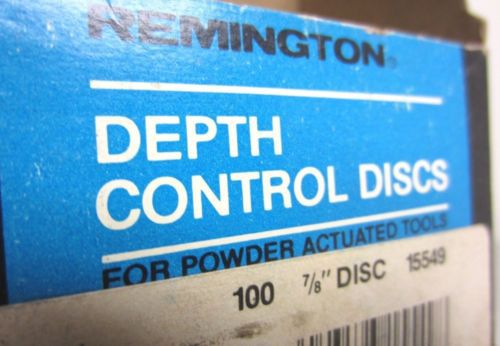 REMINGTON®
DEPTH
CONTROL DISCS
FOR POWDER ACTUATED TOOLS
100 7/8" DISC 15549